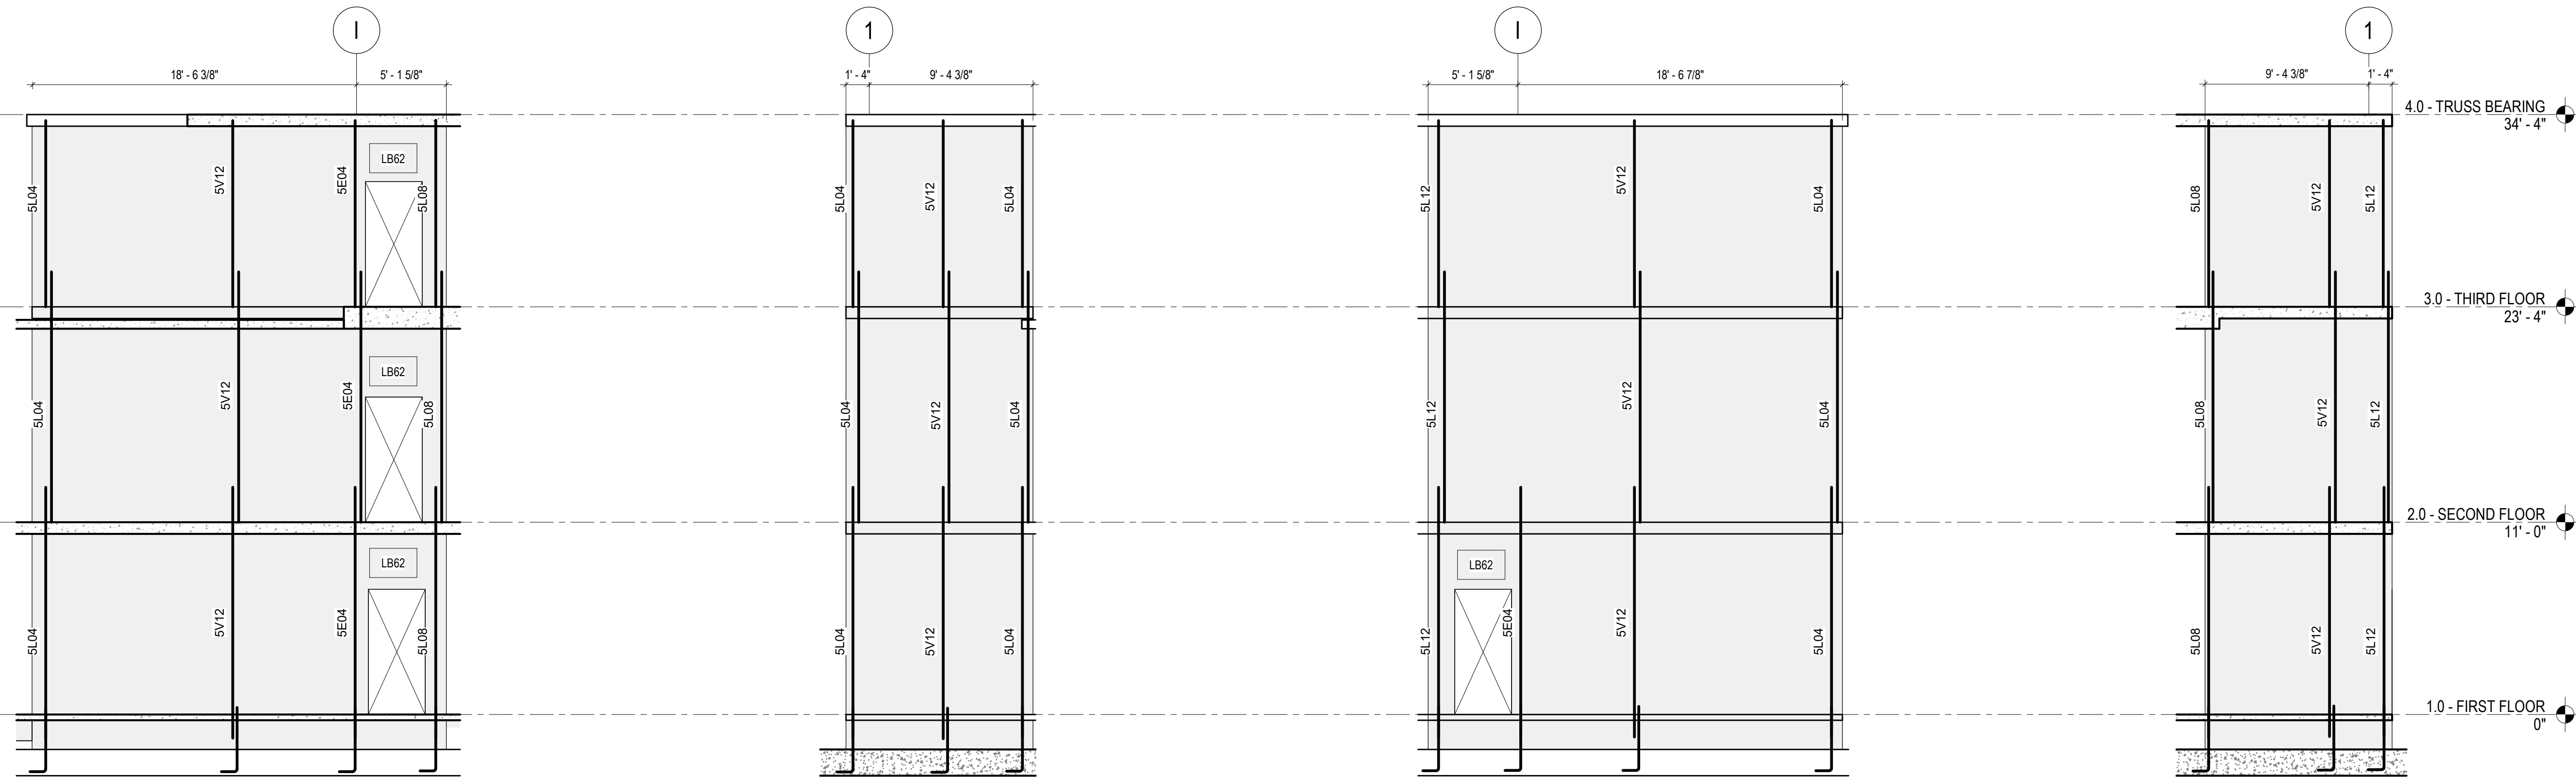 I
1
I
1
18' - 6 3/8"
5' - 1 5/8"
1' - 4"
9' - 4 3/8"
5' - 1 5/8"
18' - 6 7/8"
9' - 4 3/8"
1' - 4"
4.0 - TRUSS BEARING
34' - 4"
5L04
5V12
5E04
LB62
5L08
5L04
5V12
5L04
5L12
5V12
5L04
5L08
5V12
5L12
3.0 - THIRD FLOOR
23' - 4"
5L04
5V12
5E04
LB62
5L08
5L04
5V12
5L04
5L12
5V12
5L04
5L08
5V12
5L12
2.0 - SECOND FLOOR
11' - 0"
5L04
5V12
5E04
LB62
5L08
5L04
5V12
5L04
5L12
LB62
5E04
5V12
5L04
5L08
5V12
5L12
1.0 - FIRST FLOOR
0"